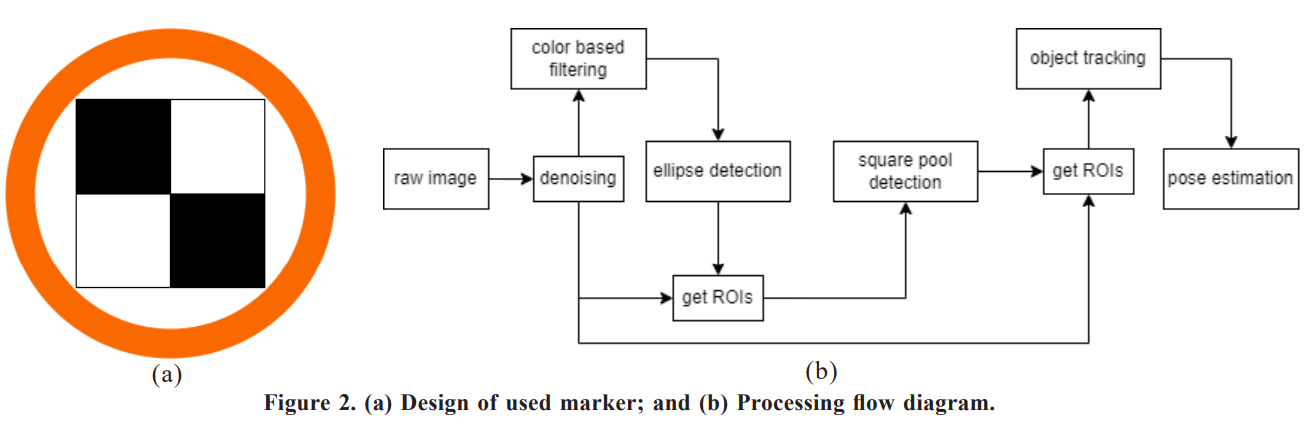 color based
filtering
object tracking
raw image
denoising
ellipse detection
square pool
detection
get ROIs
pose estimation
get ROIs
(a)
(b)
Figure 2. (a) Design of used marker; and (b) Processing flow diagram.